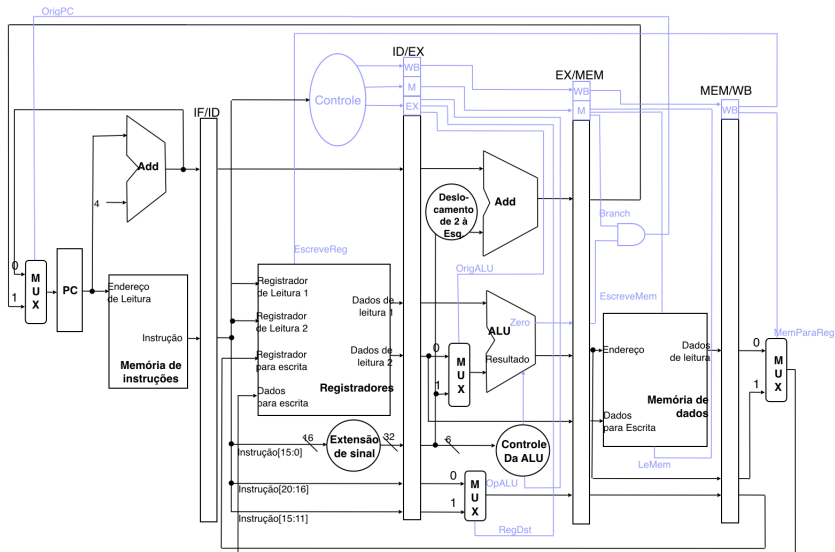 OrigPC
ID/EX
EX/MEM
MEM/WB
IF/ID
WB
M
EX
WB
M
WB
Controle
Add
4
Deslo-
camento
de 2 à
Esq.
Add
Branch
0
1
M
U
X
PC
Endereço
de Leitura
Instrução
Memória de
instruções
EscreveReg
Registrador
de Leitura 1
Registrador
de Leitura 2
Registrador
para escrita
Dados
para escrita
Dados de
leitura 1
Dados de
leitura 2
Registradores
OrigALU
0
1
M
U
X
ALU
Zero
Resultado
EscreveMem
Endereço
Dados
de leitura
Memória de
dados
Dados
para Escrita
LeMem
MemParaReg
0
1
M
U
X
16
Extensão
de sinal
32
6
Controle
Da ALU
OpALU
Instrução[15:0]
Instrução[20:16]
Instrução[15:11]
0
1
M
U
X
RegDst